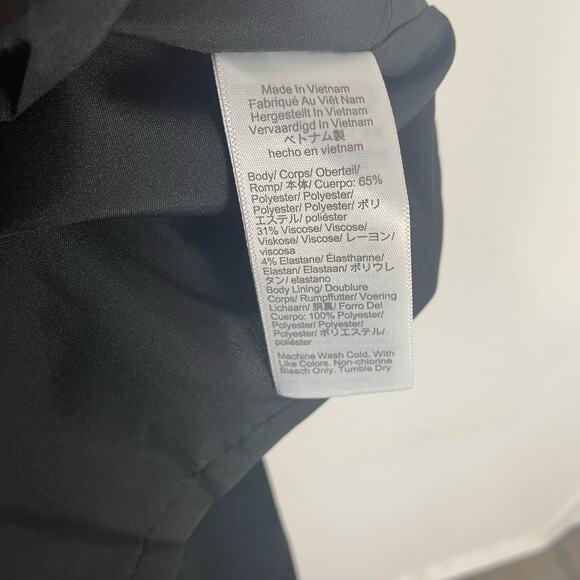 Made In Vietnam
Fabriqué Au Viêt Nam
Hergestellt In Vietnam
Vervaardigd In Vietnam
ベトナム製
hecho en vietnam
Body/ Corps/ Oberteil/
Romp/ 本体/ Cuerpo: 65%
Polyester/ Polyester/
Polyester/ Polyester/ ポリ
エステル/ poliéster
31% Viscose/ Viscose/
Viskose/ Viscose/ レーヨン/
viscosa
4% Elastane/ Élasthanne/
Elastan/ Elastaan/ ポリウレ
タン/ elastano
Body Lining/ Doublure
Corps/ Rumpffutter/ Voering
Lichaam/ 胴裏/ Forro Del
Cuerpo: 100% Polyester/
Polyester/ Polyester/
Polyester/ ポリエステル/
poliéster
Machine Wash Cold. With
Like Colors. Non-chlorine
Bleach Only. Tumble Dry